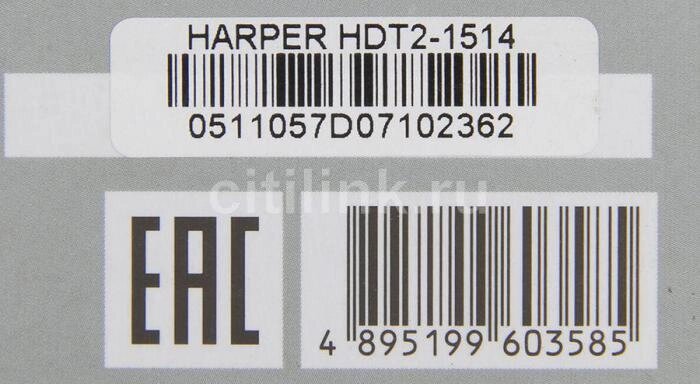 HARPER HDT2-1514
0511057D07102362
citilink.ru
EAC
4 895199 603585